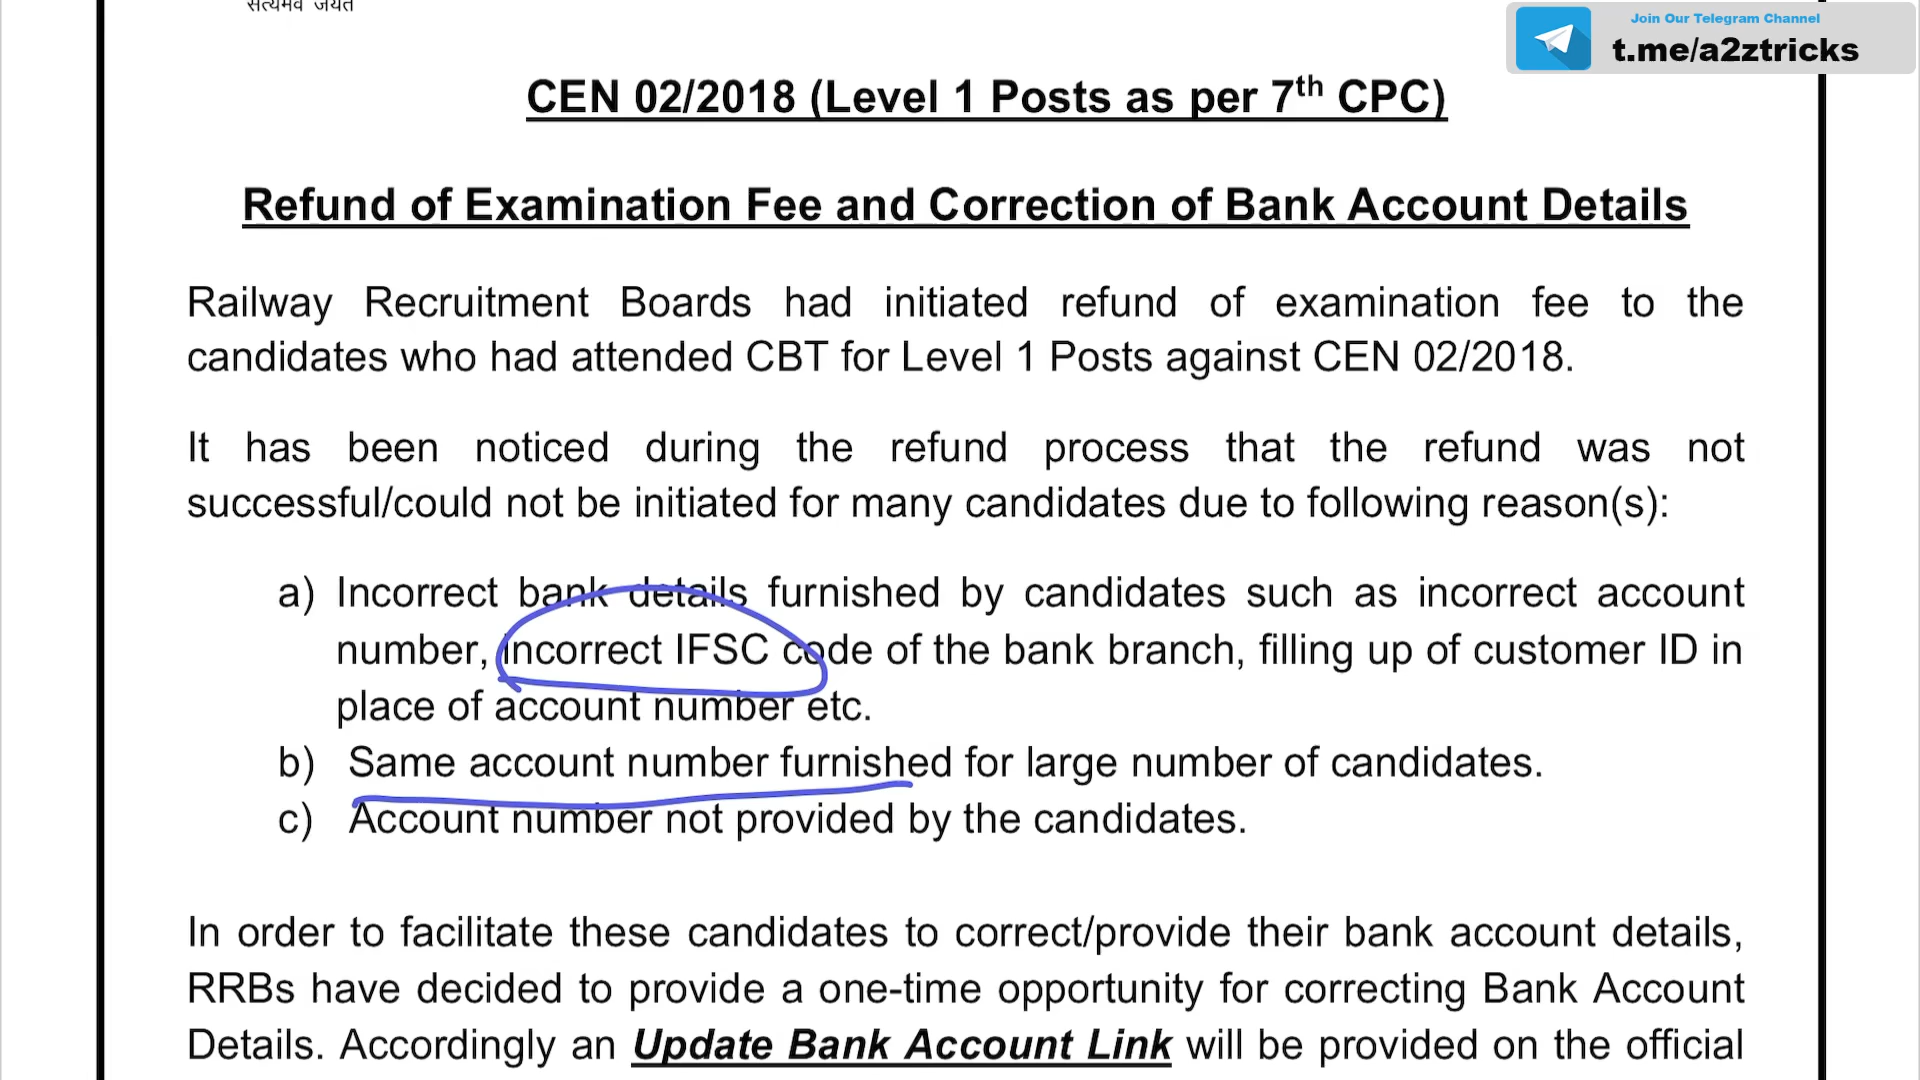 सत्यमेव जयते
Join Our Telegram Channel
t.me/a2ztricks
CEN 02/2018 (Level 1 Posts as per 7th CPC)
Refund of Examination Fee and Correction of Bank Account Details
Railway Recruitment Boards had initiated refund of examination fee to the
candidates who had attended CBT for Level 1 Posts against CEN 02/2018.
It has been noticed during the refund process that the refund was not
successful/could not be initiated for many candidates due to following reason(s):
a) Incorrect bank details furnished by candidates such as incorrect account
number, incorrect IFSC code of the bank branch, filling up of customer ID in
place of account number etc.
b) Same account number furnished for large number of candidates.
c) Account number not provided by the candidates.
In order to facilitate these candidates to correct/provide their bank account details,
RRBs have decided to provide a one-time opportunity for correcting Bank Account
Details. Accordingly an Update Bank Account Link will be provided on the official